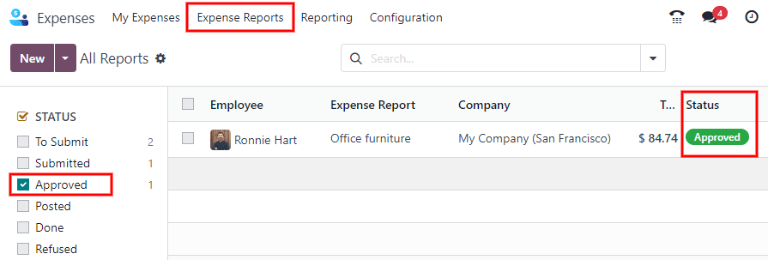 Expenses My Expenses Expense Reports Reporting Configuration 4
New All Reports Search...
STATUS
To Submit 2
Submitted 1
Approved 1
Posted
Done
Refused
Employee Expense Report Company T... Status
Ronnie Hart Office furniture My Company (San Francisco) $ 84.74 Approved